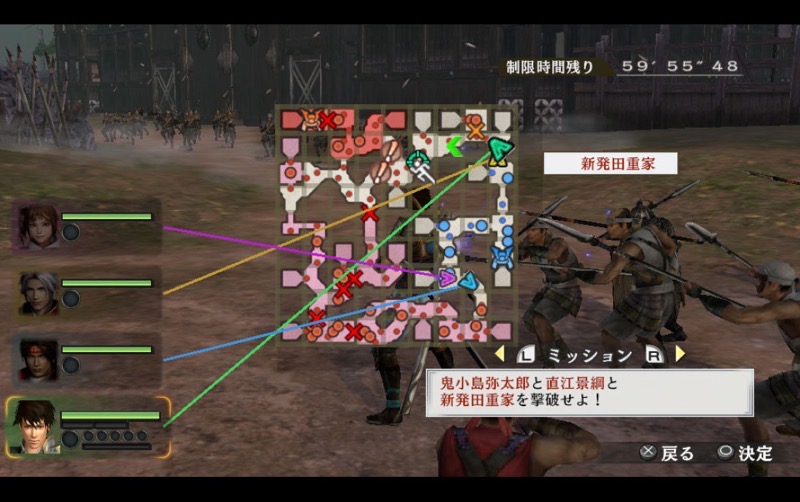 制限時間残り 59'55"48
新発田重家
L ミッション R
鬼小島弥太郎と直江景綱と
新発田重家を撃破せよ！
戻る 決定